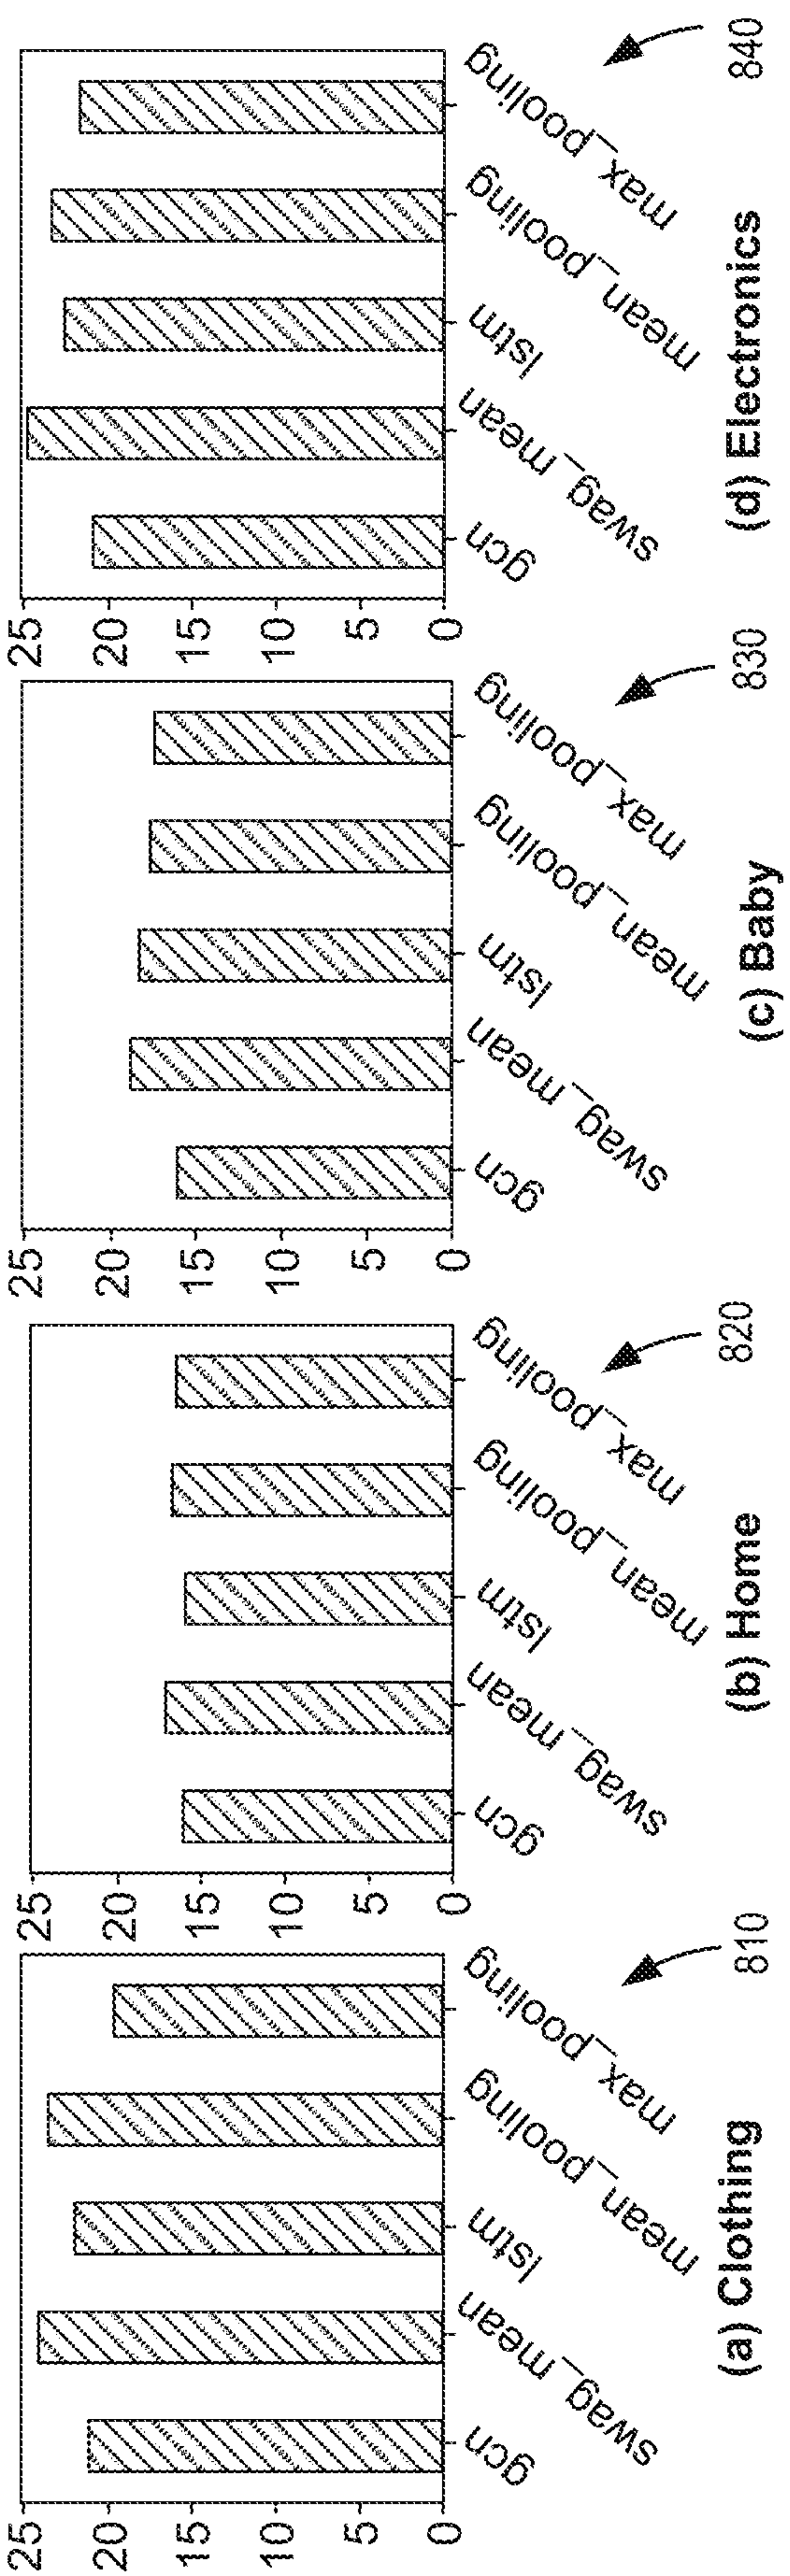 25
20
15
10
5
0
gcn
swag_mean
lstm
mean_pooling
max_pooling
(a) Clothing
810
25
20
15
10
5
0
gcn
swag_mean
lstm
mean_pooling
max_pooling
(b) Home
820
25
20
15
10
5
0
gcn
swag_mean
lstm
mean_pooling
max_pooling
(c) Baby
830
25
20
15
10
5
0
gcn
swag_mean
lstm
mean_pooling
max_pooling
(d) Electronics
840